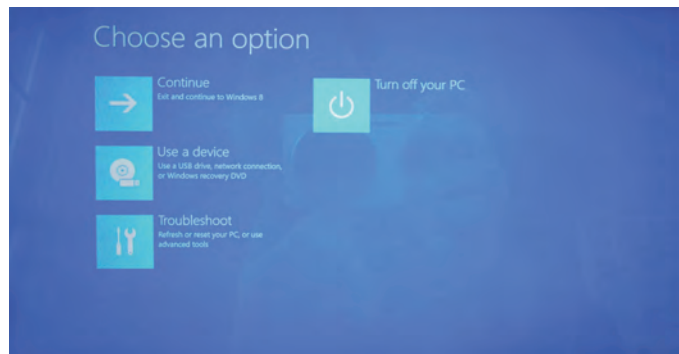 Choose an option
Continue
Exit and continue to Windows 8
Use a device
Use a USB drive, network connection,
or Windows recovery DVD
Troubleshoot
Refresh or reset your PC, or use
advanced tools
Turn off your PC